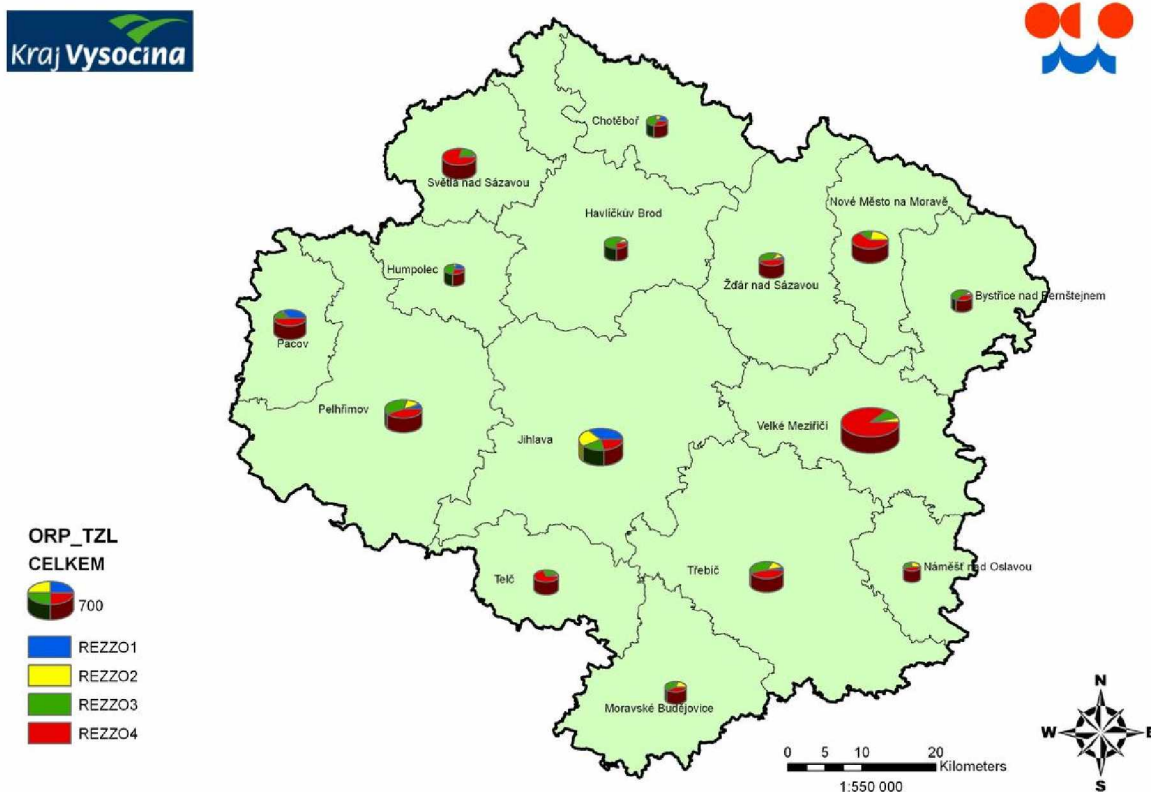 Kraj Vysočina
Chotěboř
Světlá nad Sázavou
Nové Město na Moravě
Havlíčkův Brod
Humpolec
Žďár nad Sázavou
Bystřice nad Pernštejnem
Pacov
Pelhřimov
Jihlava
Velké Meziříčí
Telč
Třebíč
Náměšť nad Oslavou
Moravské Budějovice
ORP_TZL
CELKEM
700
REZZO1
REZZO2
REZZO3
REZZO4
0 5 10 20
Kilometers
1:550 000
N
W E
S